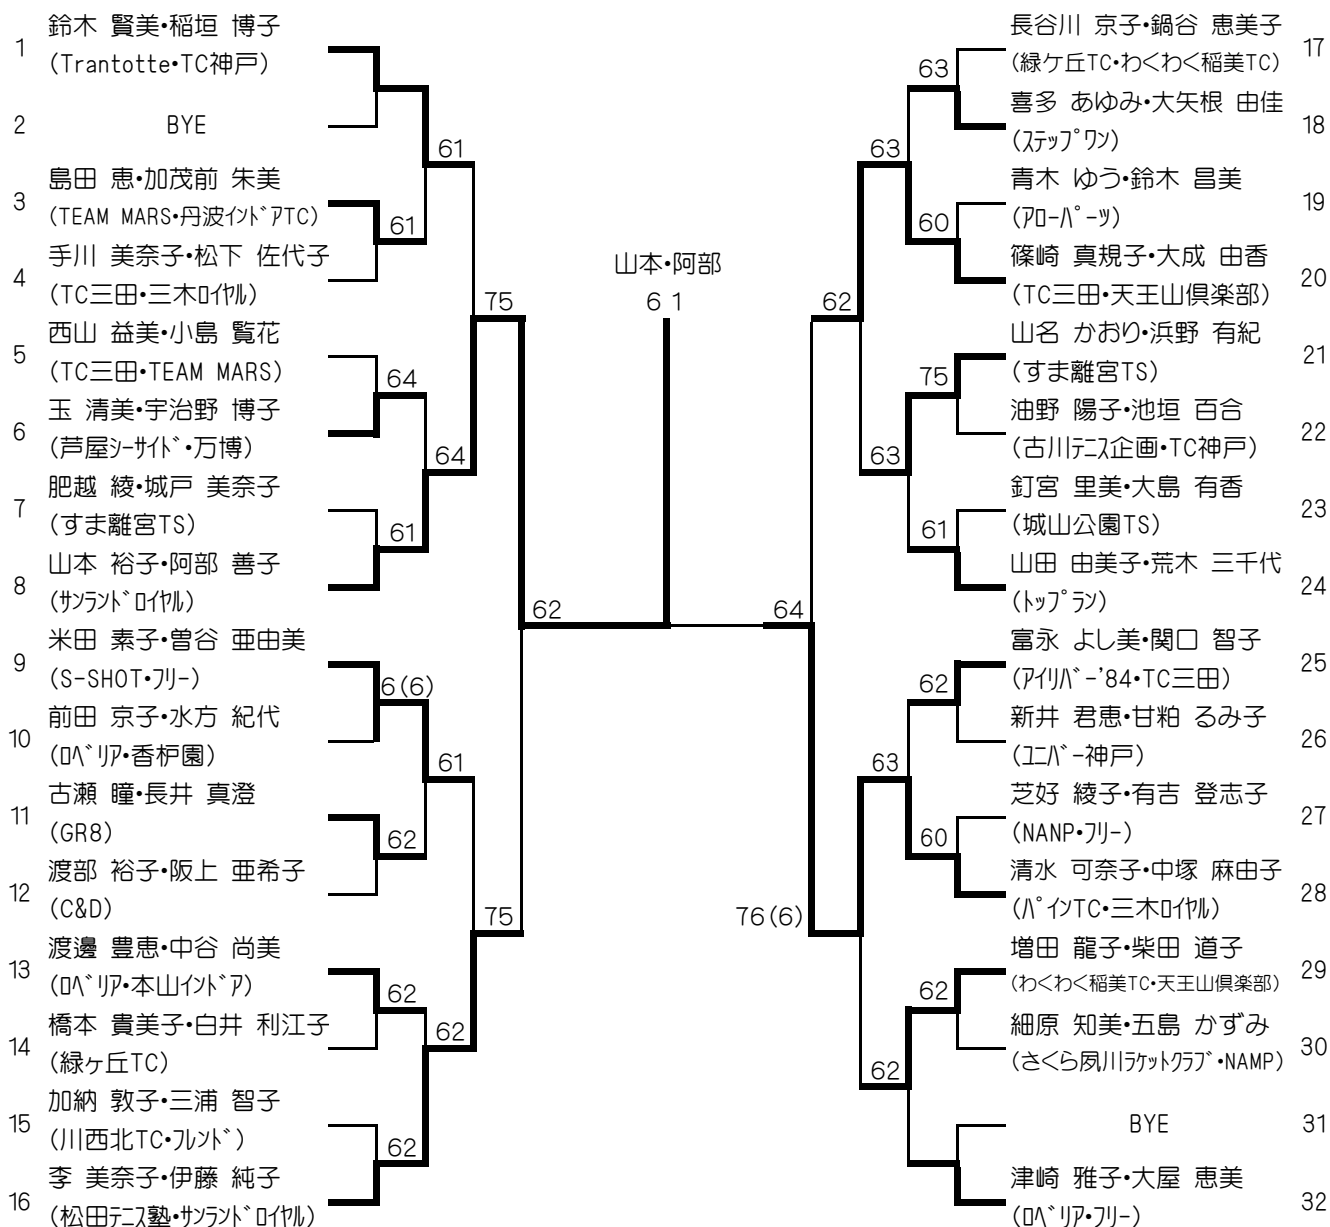 1
鈴木 賢美・稲垣 博子
(Trantotte・TC神戸)
2
BYE
3
島田 恵・加茂前 朱美
(TEAM MARS・丹波ｲﾝﾄﾞｱTC)
4
手川 美奈子・松下 佐代子
(TC三田・三木ﾛｲﾔﾙ)
5
西山 益美・小島 覧花
(TC三田・TEAM MARS)
6
玉 清美・宇治野 博子
(芦屋ｼｰｻｲﾄﾞ・万博)
7
肥越 綾・城戸 美奈子
(すま離宮TS)
8
山本 裕子・阿部 善子
(ｻﾝﾗﾝﾄﾞﾛｲﾔﾙ)
9
米田 素子・曽谷 亜由美
(S-SHOT・ﾌﾘｰ)
10
前田 京子・水方 紀代
(ﾛﾍﾞﾘｱ・香枦園)
11
古瀬 瞳・長井 真澄
(GR8)
12
渡部 裕子・阪上 亜希子
(C&D)
13
渡邊 豊恵・中谷 尚美
(ﾛﾍﾞﾘｱ・本山ｲﾝﾄﾞｱ)
14
橋本 貴美子・白井 利江子
(緑ヶ丘TC)
15
加納 敦子・三浦 智子
(川西北TC・ﾌﾚﾝﾄﾞ)
16
李 美奈子・伊藤 純子
(松田ﾃﾆｽ塾・ｻﾝﾗﾝﾄﾞﾛｲﾔﾙ)
61
64
61
6(6)
62
62
62
61
64
61
62
75
75
62
山本・阿部
6 1
64
62
76(6)
63
63
63
62
63
60
75
61
62
60
62
長谷川 京子・鍋谷 恵美子
(緑ケ丘TC・わくわく稲美TC)
17
喜多 あゆみ・大矢根 由佳
(ｽﾃｯﾌﾟﾜﾝ)
18
青木 ゆう・鈴木 昌美
(ｱﾛｰﾊﾟｰﾂ)
19
篠崎 真規子・大成 由香
(TC三田・天王山倶楽部)
20
山名 かおり・浜野 有紀
(すま離宮TS)
21
油野 陽子・池垣 百合
(古川ﾃﾆｽ企画・TC神戸)
22
釘宮 里美・大島 有香
(城山公園TS)
23
山田 由美子・荒木 三千代
(ﾄｯﾌﾟﾗﾝ)
24
富永 よし美・関口 智子
(ｱｲﾘﾊﾞｰ'84・TC三田)
25
新井 君恵・甘粕 るみ子
(ﾕﾆﾊﾞｰ神戸)
26
芝好 綾子・有吉 登志子
(NANP・ﾌﾘｰ)
27
清水 可奈子・中塚 麻由子
(ﾊﾟｲﾝTC・三木ﾛｲﾔﾙ)
28
増田 龍子・柴田 道子
(わくわく稲美TC・天王山倶楽部)
29
細原 知美・五島 かずみ
(さくら夙川ﾗｹｯﾄｸﾗﾌﾞ・NAMP)
30
BYE
31
津崎 雅子・大屋 恵美
(ﾛﾍﾞﾘｱ・ﾌﾘｰ)
32